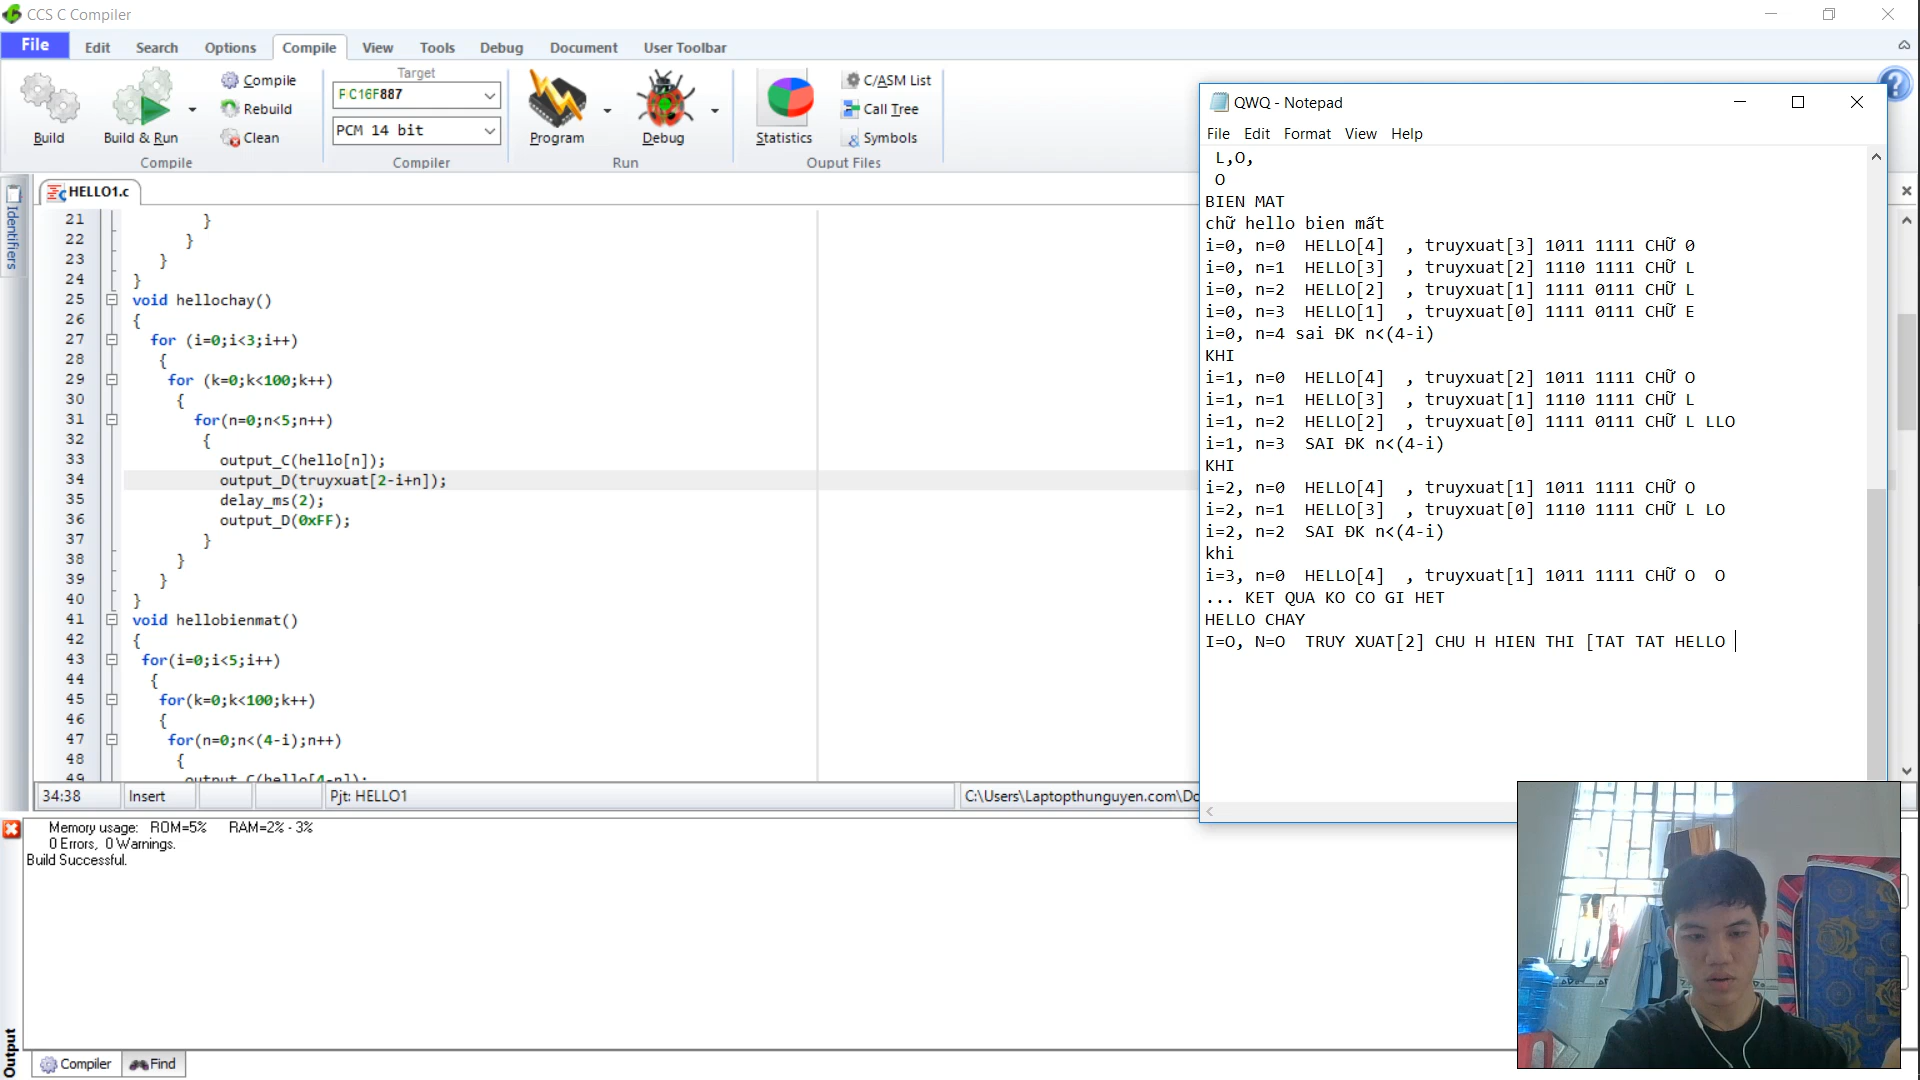 CCS C Compiler
File Edit Search Options Compile View Tools Debug Document User Toolbar
Build
Build & Run
Compile
Rebuild
Clean
Compile
Target
PIC16F887
PCM 14 bit
Compiler
Program
Debug
Run
Statistics
C/ASM List
Call Tree
Symbols
Ouput Files
Identifiers
HELLO1.c
21 }
22 }
23 }
24 }
25 void hellochay()
26 {
27 for (i=0;i<3;i++)
28 {
29 for (k=0;k<100;k++)
30 {
31 for(n=0;n<5;n++)
32 {
33 output_C(hello[n]);
34 output_D(truyxuat[2-i+n]);
35 delay_ms(2);
36 output_D(0xFF);
37 }
38 }
39 }
40 }
41 void hellobienmat()
42 {
43 for(i=0;i<5;i++)
44 {
45 for(k=0;k<100;k++)
46 {
47 for(n=0;n<(4-i);n++)
48 {
49 output_C(hello[4-n]);
34:38 Insert Pjt: HELLO1 C:\Users\Laptopthunguyen.com\Do
Memory usage: ROM=5% RAM=2% - 3%
0 Errors, 0 Warnings.
Build Successful.
Output
Compiler Find
QWQ - Notepad
File Edit Format View Help
L,O,
O
BIEN MAT
chữ hello bien mất
i=0, n=0 HELLO[4] , truyxuat[3] 1011 1111 CHỮ 0
i=0, n=1 HELLO[3] , truyxuat[2] 1110 1111 CHỮ L
i=0, n=2 HELLO[2] , truyxuat[1] 1111 0111 CHỮ L
i=0, n=3 HELLO[1] , truyxuat[0] 1111 0111 CHỮ E
i=0, n=4 sai ĐK n<(4-i)
KHI
i=1, n=0 HELLO[4] , truyxuat[2] 1011 1111 CHỮ O
i=1, n=1 HELLO[3] , truyxuat[1] 1110 1111 CHỮ L
i=1, n=2 HELLO[2] , truyxuat[0] 1111 0111 CHỮ L LLO
i=1, n=3 SAI ĐK n<(4-i)
KHI
i=2, n=0 HELLO[4] , truyxuat[1] 1011 1111 CHỮ O
i=2, n=1 HELLO[3] , truyxuat[0] 1110 1111 CHỮ L LO
i=2, n=2 SAI ĐK n<(4-i)
khi
i=3, n=0 HELLO[4] , truyxuat[1] 1011 1111 CHỮ O O
... KET QUA KO CO GI HET
HELLO CHAY
I=O, N=O TRUY XUAT[2] CHU H HIEN THI [TAT TAT HELLO